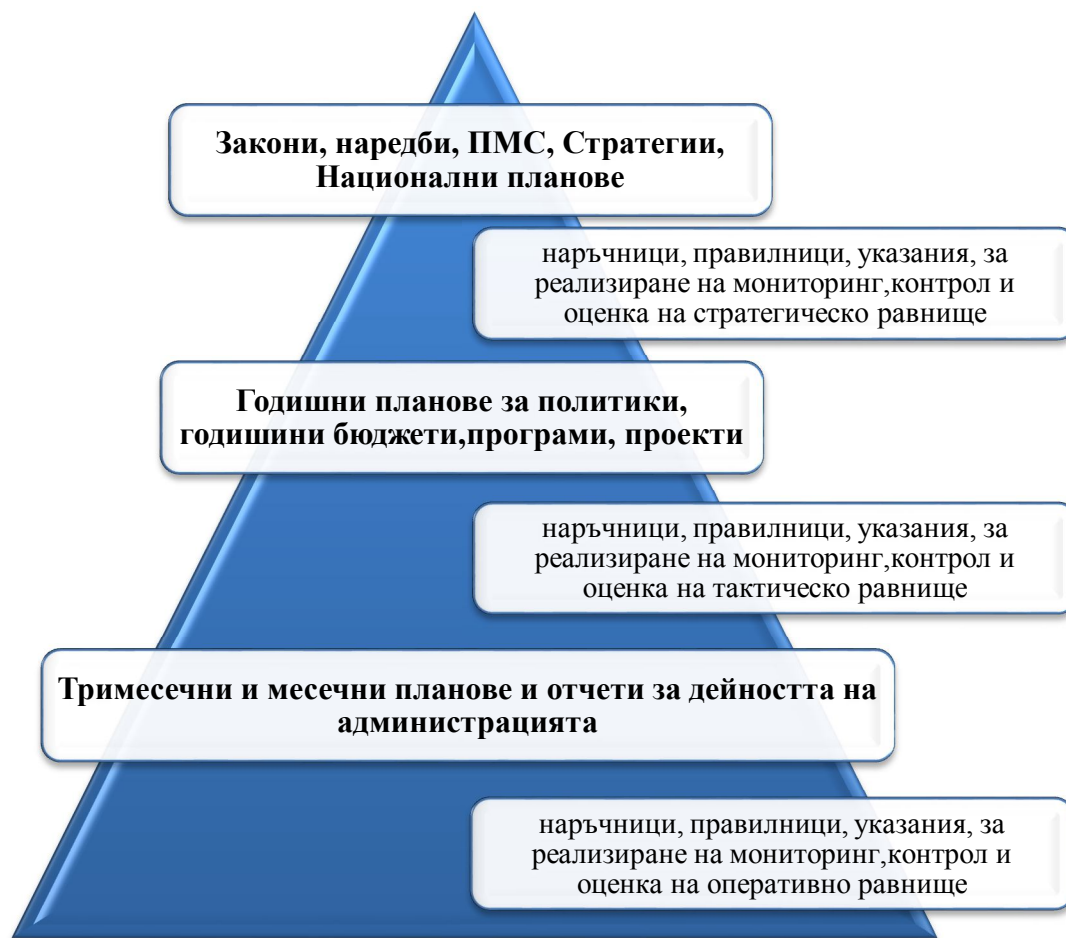 Закони, наредби, ПМС, Стратегии,
Национални планове
наръчници, правилници, указания, за
реализиране на мониторинг,контрол и
оценка на стратегическо равнище
Годишни планове за политики,
годишини бюджети,програми, проекти
наръчници, правилници, указания, за
реализиране на мониторинг,контрол и
оценка на тактическо равнище
Тримесечни и месечни планове и отчети за дейността на
администрацията
наръчници, правилници, указания, за
реализиране на мониторинг,контрол и
оценка на оперативно равнище